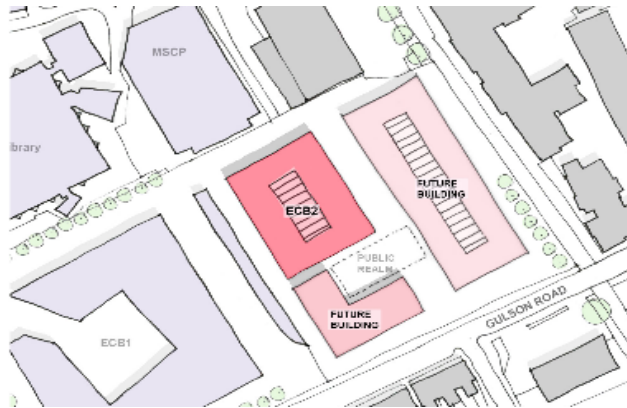 MSCP
ibrary
ECB2
FUTURE
BUILDING
PUBLIC
REALM
FUTURE
BUILDING
ECB1
GULSON ROAD